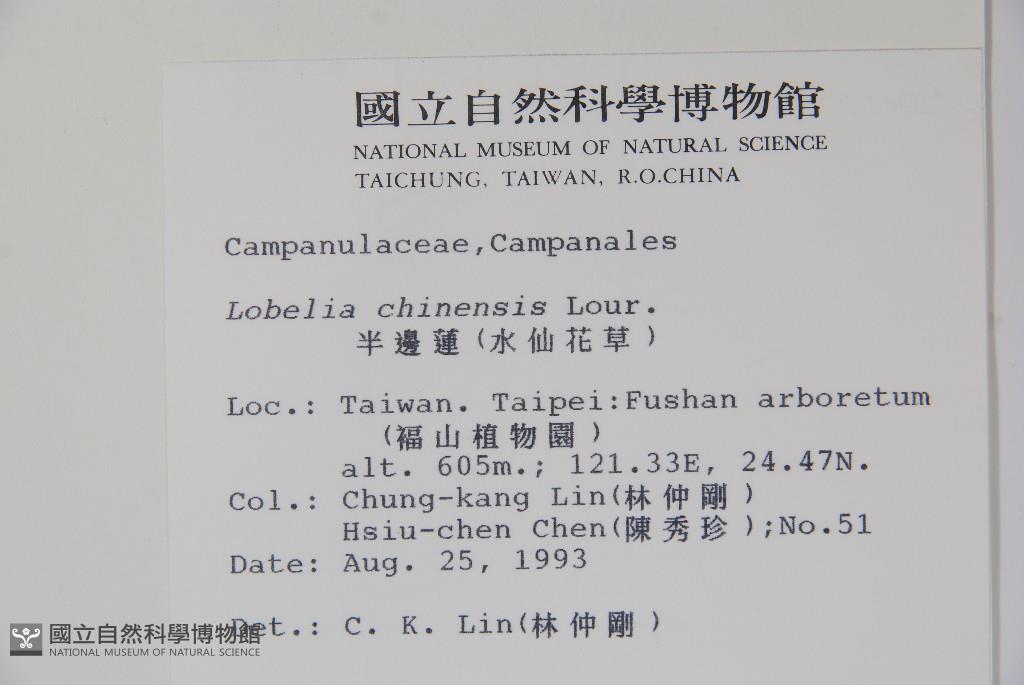 國立自然科學博物館
NATIONAL MUSEUM OF NATURAL SCIENCE
TAICHUNG, TAIWAN, R.O.CHINA
Campanulaceae,Campanales
Lobelia chinensis Lour.
半邊蓮(水仙花草)
Loc.: Taiwan. Taipei:Fushan arboretum
(福山植物園)
alt. 605m.; 121.33E, 24.47N.
Col.: Chung-kang Lin(林仲剛)
Hsiu-chen Chen(陳秀珍);No.51
Date: Aug. 25, 1993
Det.: C. K. Lin(林仲剛)
國立自然科學博物館
NATIONAL MUSEUM OF NATURAL SCIENCE